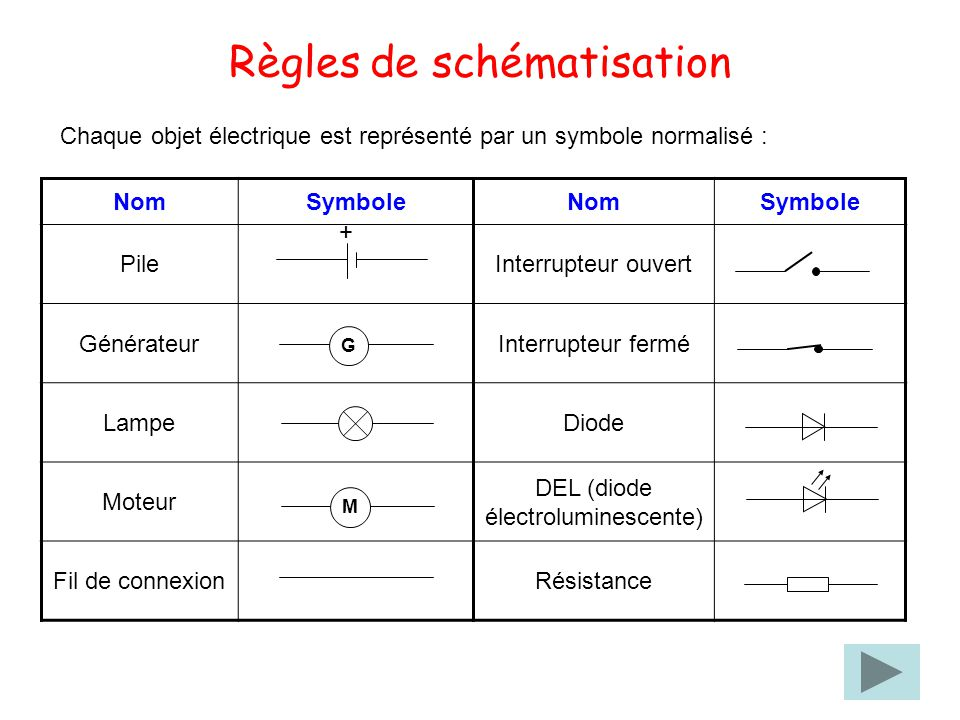 Règles de schématisation
Chaque objet électrique est représenté par un symbole normalisé :
Nom Symbole Nom Symbole
Pile + Interrupteur ouvert
Générateur G Interrupteur fermé
Lampe Diode
Moteur M DEL (diode
électroluminescente)
Fil de connexion Résistance